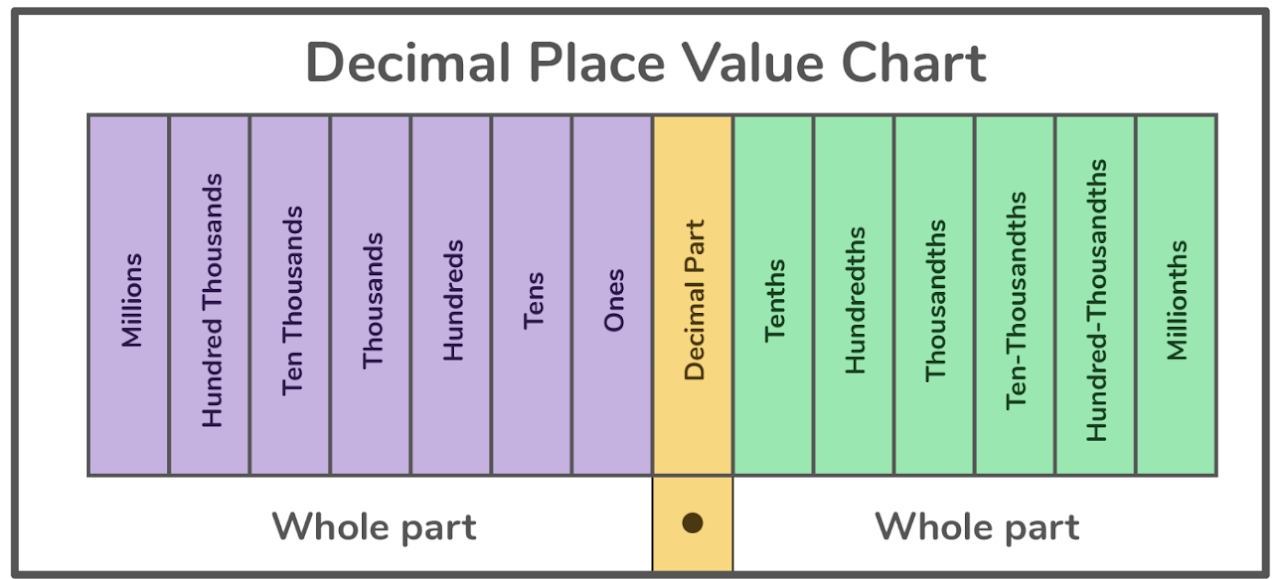 Decimal Place Value Chart
Millions
Hundred Thousands
Ten Thousands
Thousands
Hundreds
Tens
Ones
Decimal Part
Tenths
Hundredths
Thousandths
Ten-Thousandths
Hundred-Thousandths
Millionths
Whole part
Whole part